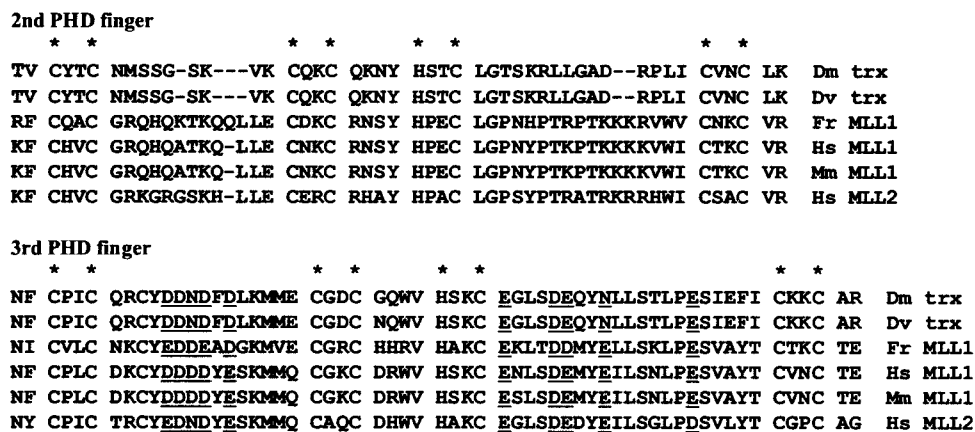 2nd PHD finger
* * * * * * * *
TV CYTC NMSSG-SK---VK CQKC QKNY HSTC LGTSKRLLGAD--RPLI CVNC LK Dm trx
TV CYTC NMSSG-SK---VK CQKC QKNY HSTC LGTSKRLLGAD--RPLI CVNC LK Dv trx
RF CQAC GRQHQKTKQQLLE CDKC RNSY HPEC LGPNHPTRPTKKKRVWV CNKC VR Fr MLL1
KF CHVC GRQHQATKQ-LLE CNKC RNSY HPEC LGPNYPTKPTKKKKVWI CTKC VR Hs MLL1
KF CHVC GRQHQATKQ-LLE CNKC RNSY HPEC LGPNYPTKPTKKKKVWI CTKC VR Mm MLL1
KF CHVC GRKGRGSKH-LLE CERC RHAY HPAC LGPSYPTRATRKRRHWI CSAC VR Hs MLL2
3rd PHD finger
* * * * * * * *
NF CPIC QRCYDDNDFDLKMME CGDC GQWV HSKC EGLSDEQYNLLSTLPESIEFI CKKC AR Dm trx
NF CPIC QRCYDDNDFDLKMME CGDC NQWV HSKC EGLSDEQYNLLSTLPESIEFI CKKC AR Dv trx
NI CVLC NKCYEDDEADGKMVE CGRC HHRV HAKC EKLTDDMYELLSKLPESVAYT CTKC TE Fr MLL1
NF CPLC DKCYDDDDYESKMMQ CGKC DRWV HSKC ENLSDEMYEILSNLPESVAYT CVNC TE Hs MLL1
NF CPLC DKCYDDDDYESKMMQ CGKC DRWV HSKC ESLSDEMYEILSNLPESVAYT CVNC TE Mm MLL1
NY CPIC TRCYEDNDYESKMMQ CAQC DHWV HAKC EGLSDEDYEILSGLPDSVLYT CGPC AG Hs MLL2